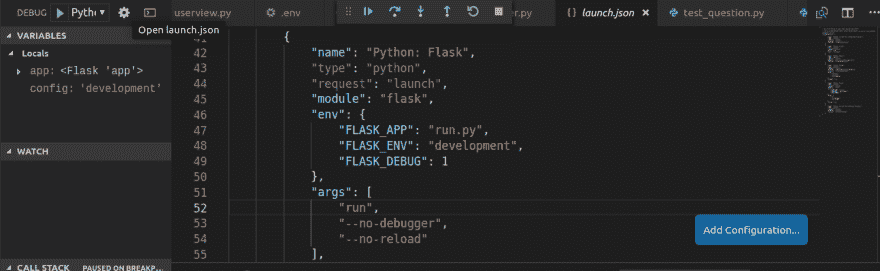 DEBUG Pyth userview.py .env er.py launch.json test_question.py
Open launch.json
VARIABLES
Locals
app: <Flask 'app'>
config: 'development'
WATCH
CALL STACK PAUSED ON BREAKP
41 {
42 "name": "Python: Flask",
43 "type": "python",
44 "request": "launch",
45 "module": "flask",
46 "env": {
47 "FLASK_APP": "run.py",
48 "FLASK_ENV": "development",
49 "FLASK_DEBUG": 1
50 },
51 "args": [
52 "run",
53 "--no-debugger",
54 "--no-reload"
55 ],
Add Configuration...